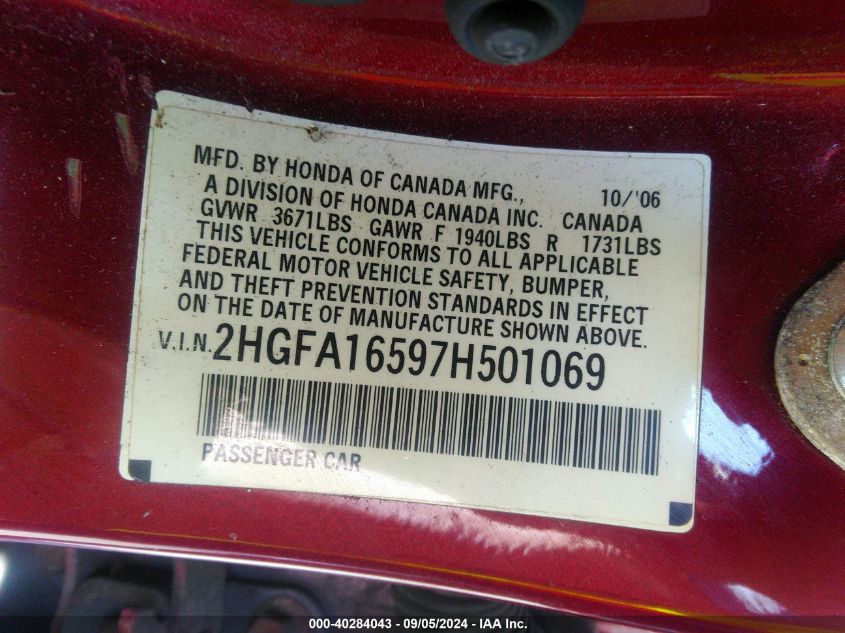 MFD. BY HONDA OF CANADA MFG., 10/'06
A DIVISION OF HONDA CANADA INC. CANADA
GVWR 3671LBS GAWR F 1940LBS R 1731LBS
THIS VEHICLE CONFORMS TO ALL APPLICABLE
FEDERAL MOTOR VEHICLE SAFETY, BUMPER,
AND THEFT PREVENTION STANDARDS IN EFFECT
ON THE DATE OF MANUFACTURE SHOWN ABOVE.
V.I.N. 2HGFA16597H501069
PASSENGER CAR
000-40284043 - 09/05/2024 - IAA Inc.